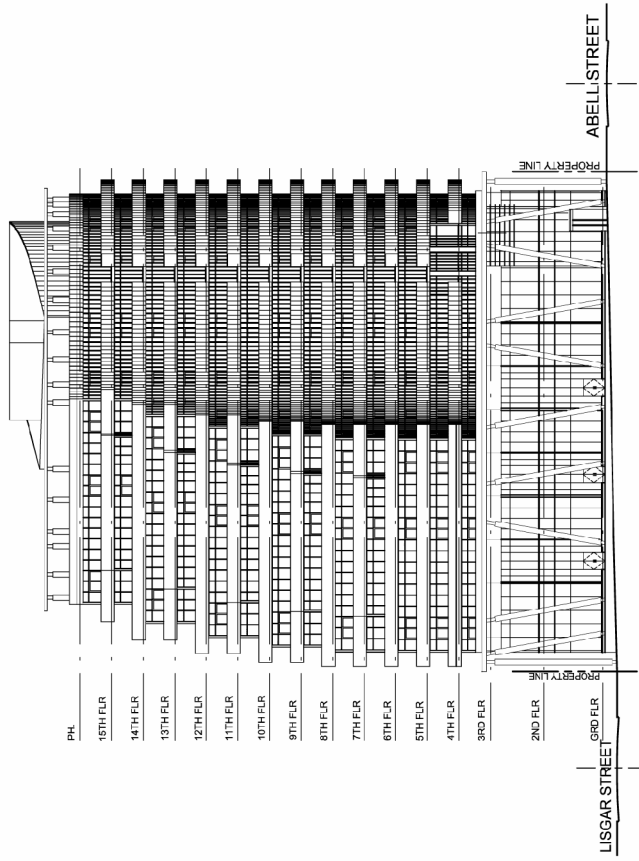 ABELL STREET
PROPERTY LINE
PH.
15TH FLR
14TH FLR
13TH FLR
12TH FLR
11TH FLR
10TH FLR
9TH FLR
8TH FLR
7TH FLR
6TH FLR
5TH FLR
4TH FLR
3RD FLR
2ND FLR
GRD FLR
PROPERTY LINE
LISGAR STREET